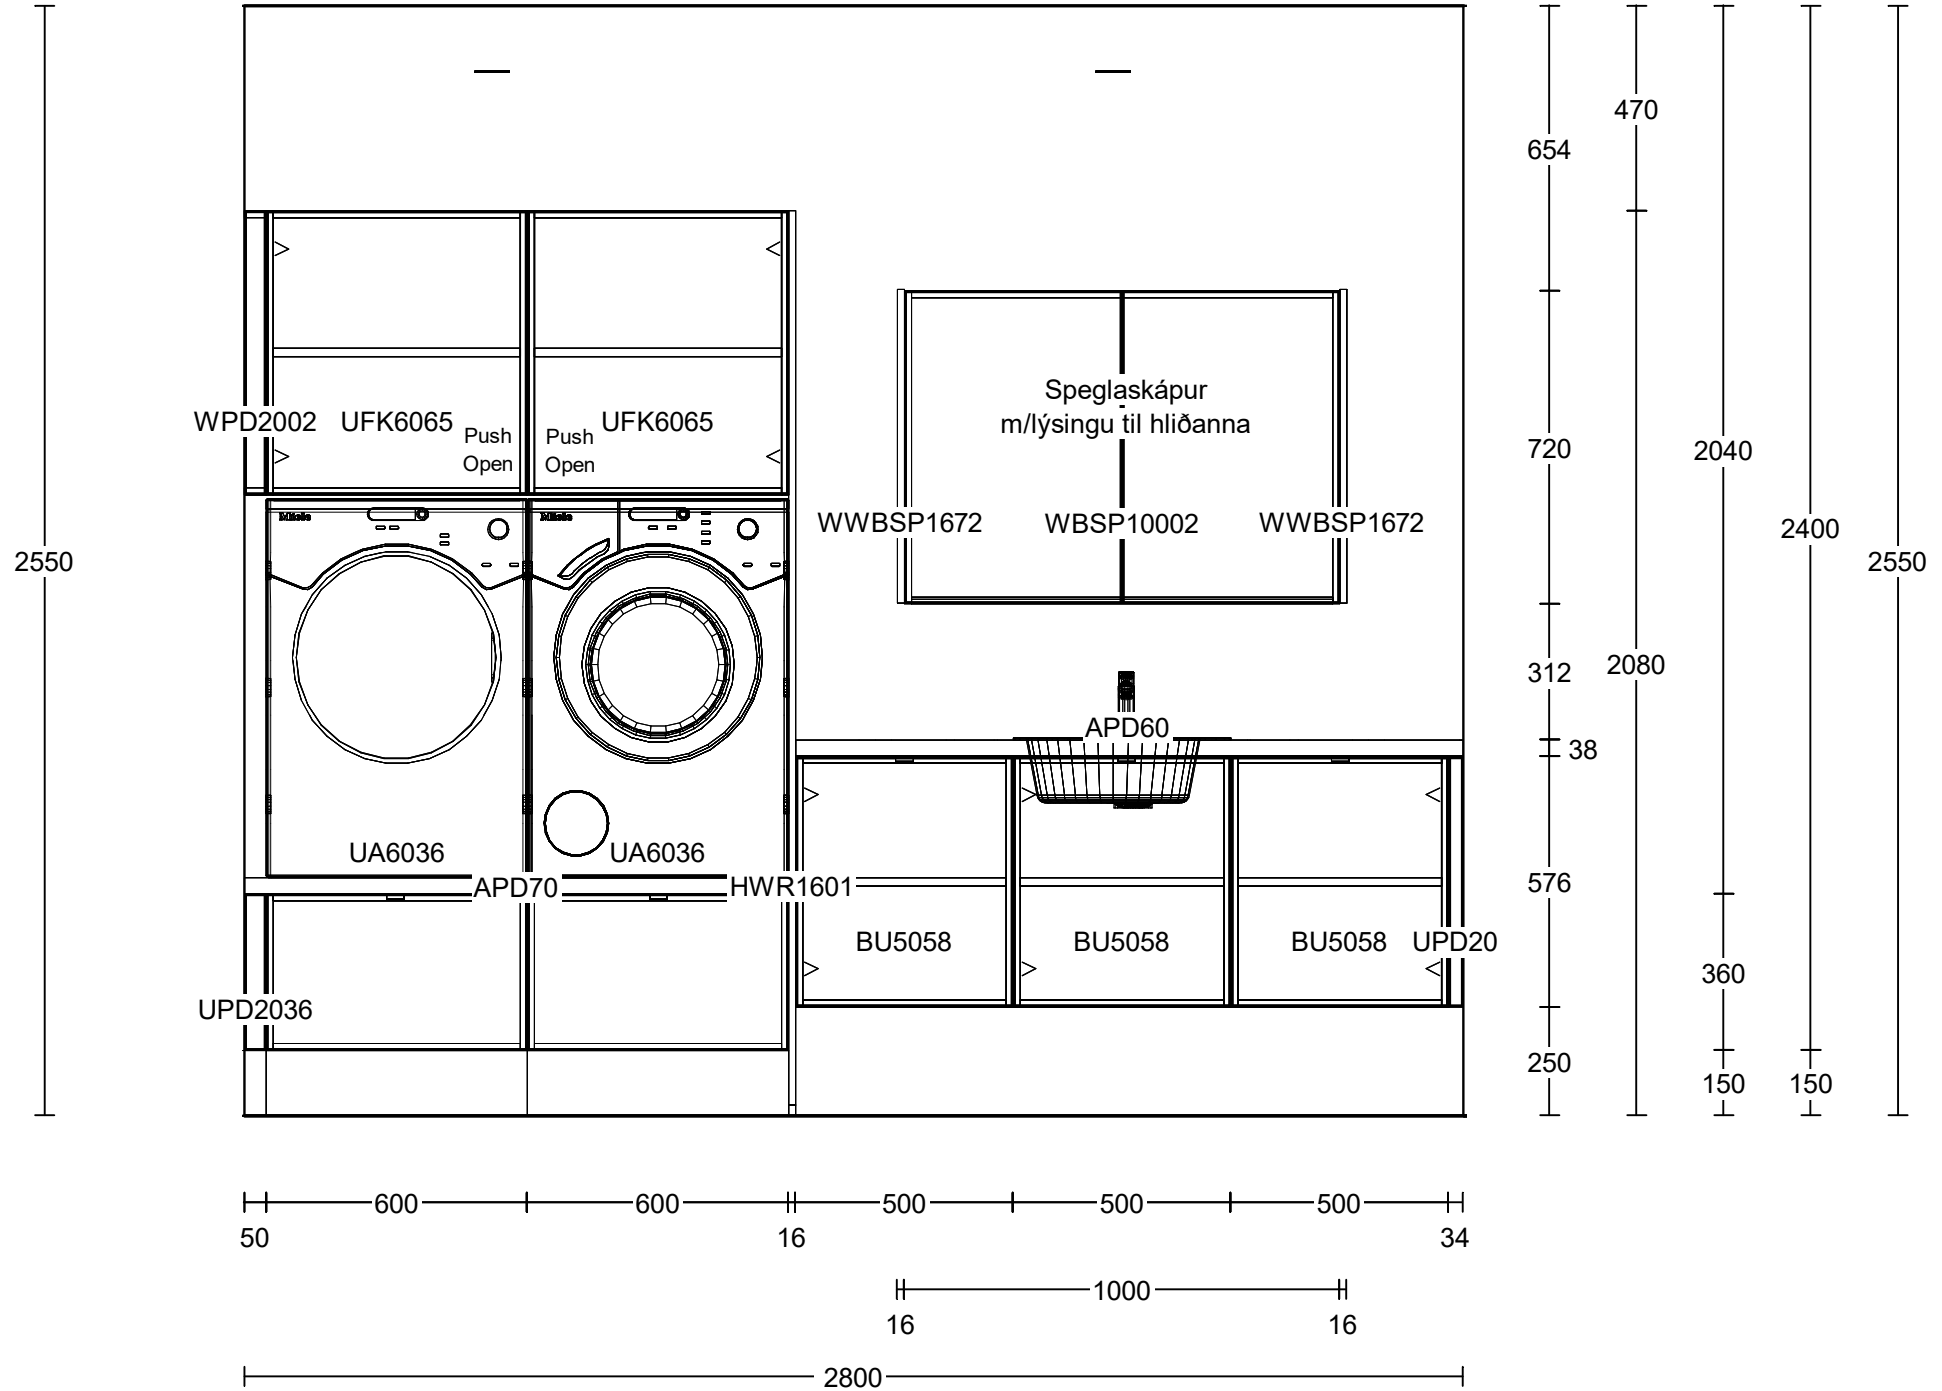 470
654
Speglaskápur
m/lýsingu til hliðanna
WPD2002 UFK6065 Push Open
Push Open UFK6065
720
2040
Miele
Miele
WWBSP1672 WBSP10002 WWBSP1672
2400
2550
2550
312
2080
APD60
38
UA6036 UA6036
APD70 HWR1601
576
BU5058 BU5058 BU5058 UPD20
360
UPD2036
250
150
150
600 600 500 500 500
50 16 34
1000
16 16
2800